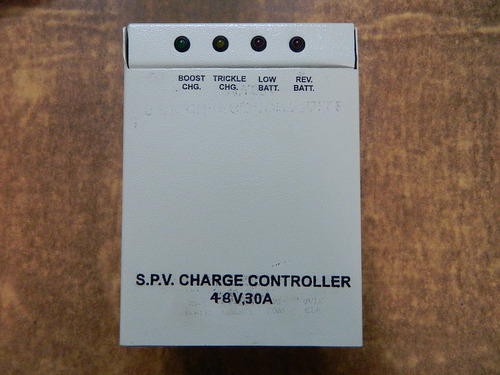 BOOST TRICKLE LOW REV.
CHG. CHG. BATT. BATT.
S.P.V. CHARGE CONTROLLER
48V,30A